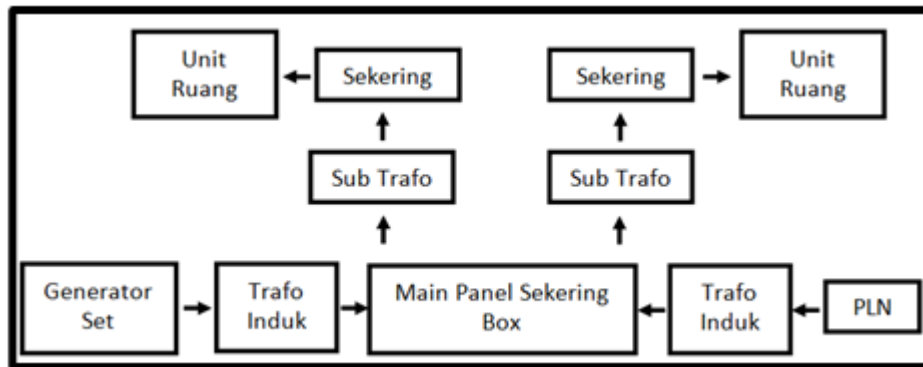 Unit
Ruang
Sekering
Sekering
Unit
Ruang
Sub Trafo
Sub Trafo
Generator
Set
Trafo
Induk
Main Panel Sekering
Box
Trafo
Induk
PLN